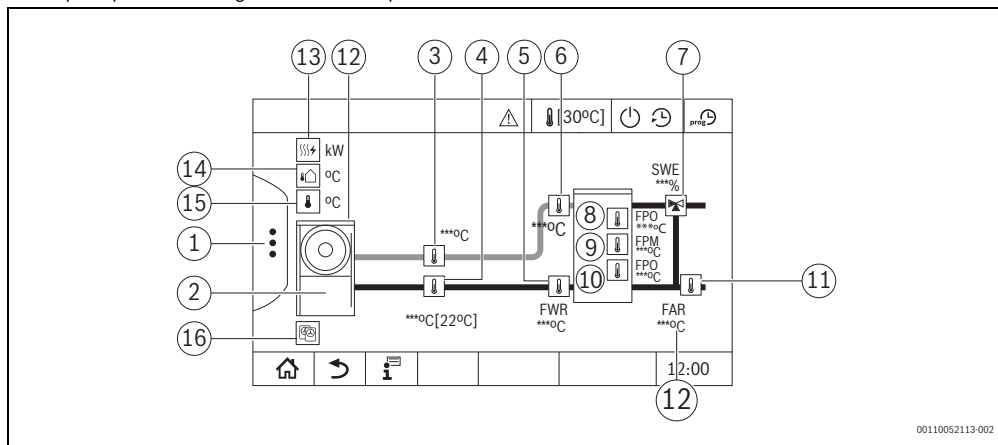 13 12 3 4 5 6 7
[30ºC] prog
kW
14 ºC
15 ºC
SWE
***%
1
***ºC
***ºC
8 FPO
***ºC
9 FPM
***ºC
10 FPO
***ºC
2
11
***ºC[22ºC]
FWR
***ºC
FAR
***ºC
16
i
12:00
12
00110052113-002